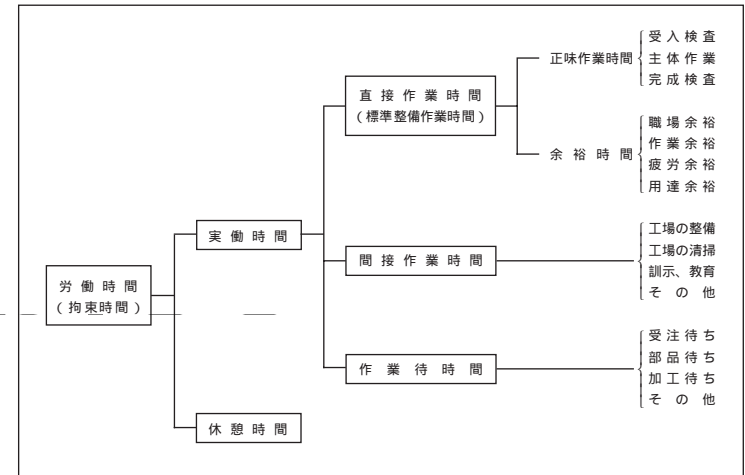 労働時間
(拘束時間)
実働時間
休憩時間
直接作業時間
(標準整備作業時間)
間接作業時間
作業待時間
正味作業時間
受入検査
主体作業
完成検査
余裕時間
職場余裕
作業余裕
疲労余裕
用達余裕
工場の整備
工場の清掃
訓示、教育
その他
受注待ち
部品待ち
加工待ち
その他